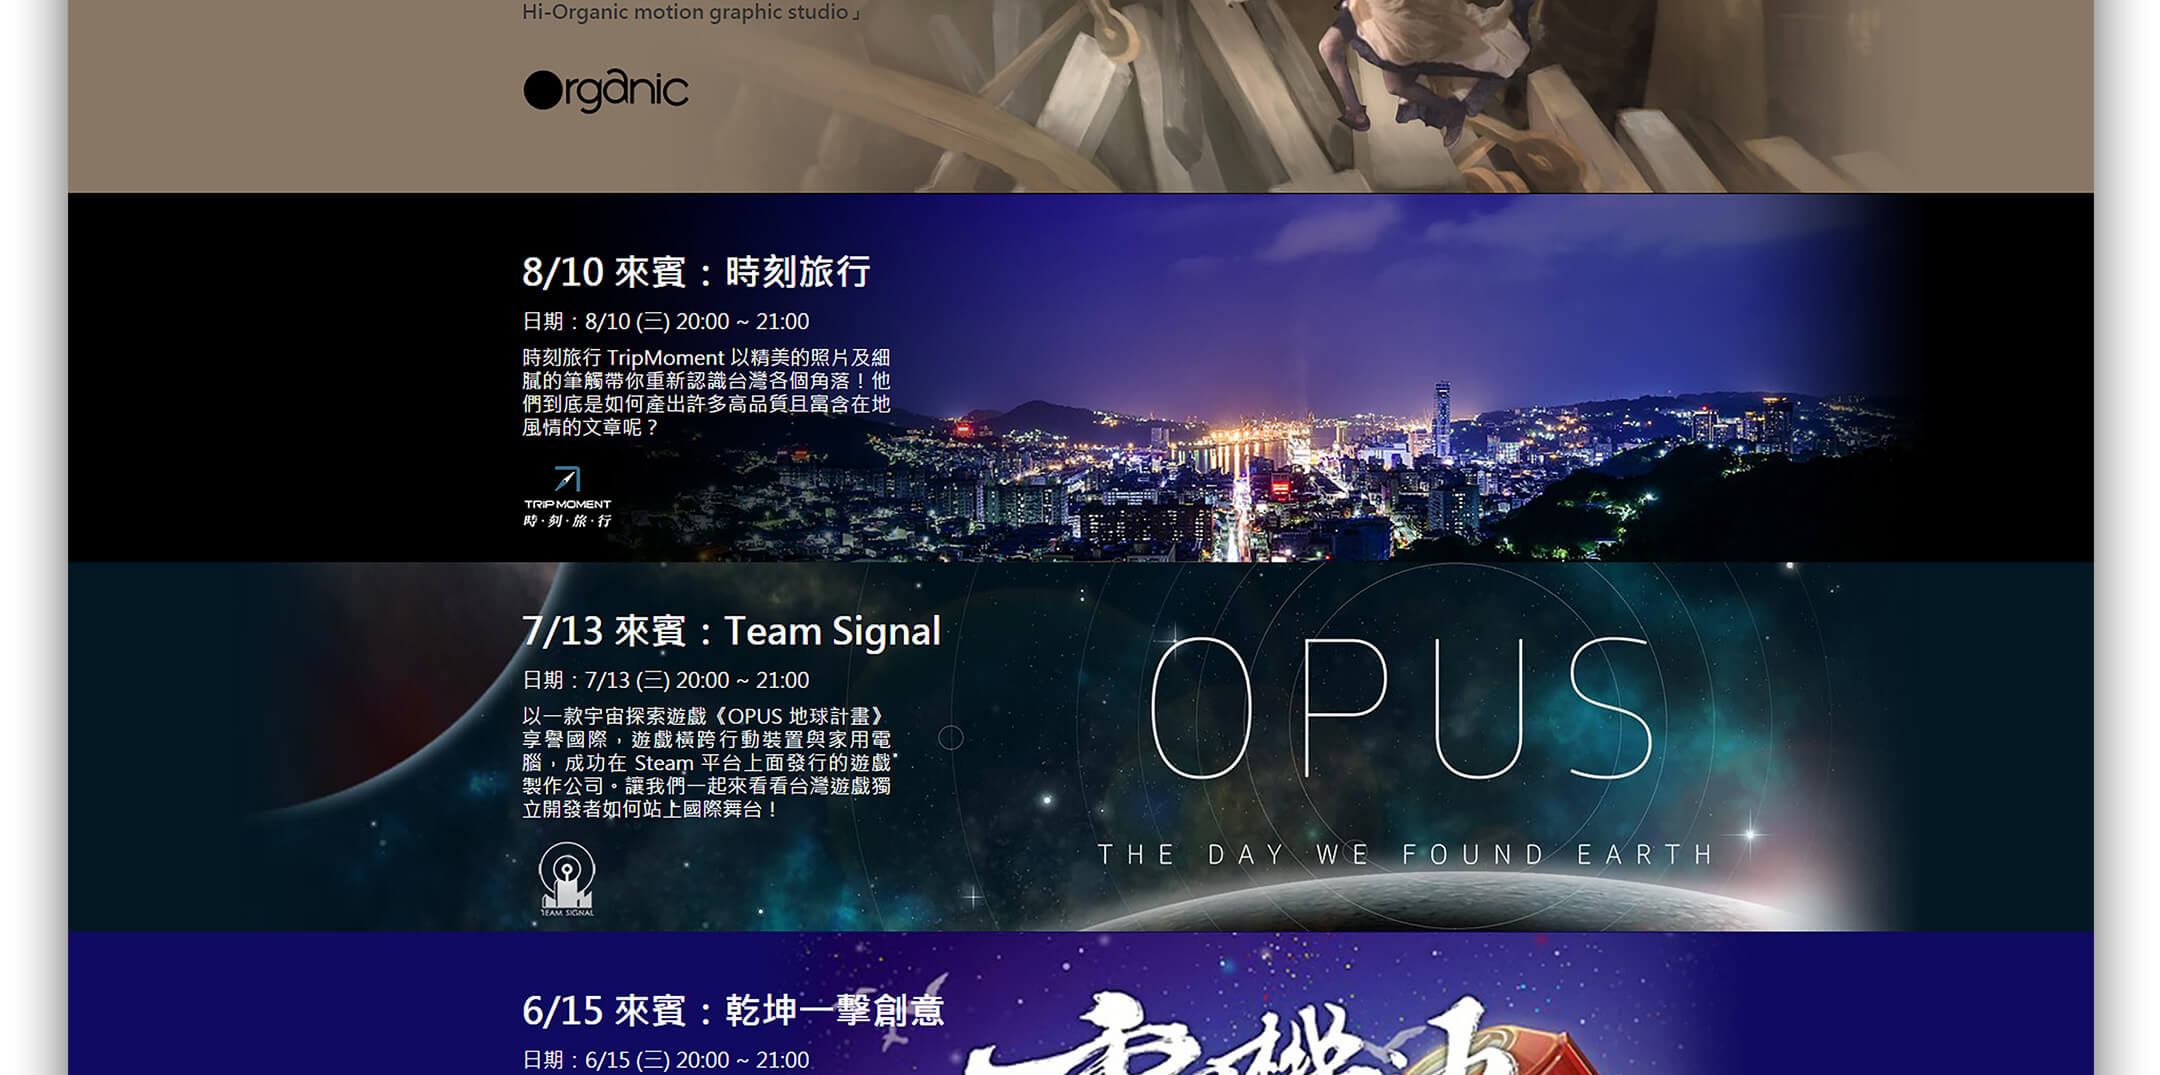 Hi-Organic motion graphic studio」
Organic
8/10 來賓：時刻旅行
日期：8/10 (三) 20:00 ~ 21:00
時刻旅行 TripMoment 以精美的照片及細
膩的筆觸帶你重新認識台灣各個角落！他
們到底是如何產出許多高品質且富含在地
風情的文章呢？
TRIP MOMENT
時·刻·旅·行
7/13 來賓：Team Signal
日期：7/13 (三) 20:00 ~ 21:00
以一款宇宙探索遊戲《OPUS 地球計畫》
享譽國際，遊戲橫跨行動裝置與家用電
腦，成功在 Steam 平台上面發行的遊戲
製作公司。讓我們一起來看看台灣遊戲獨
立開發者如何站上國際舞台！
TEAM SIGNAL
OPUS
THE DAY WE FOUND EARTH
6/15 來賓：乾坤一擊創意
日期：6/15 (三) 20:00 ~ 21:00